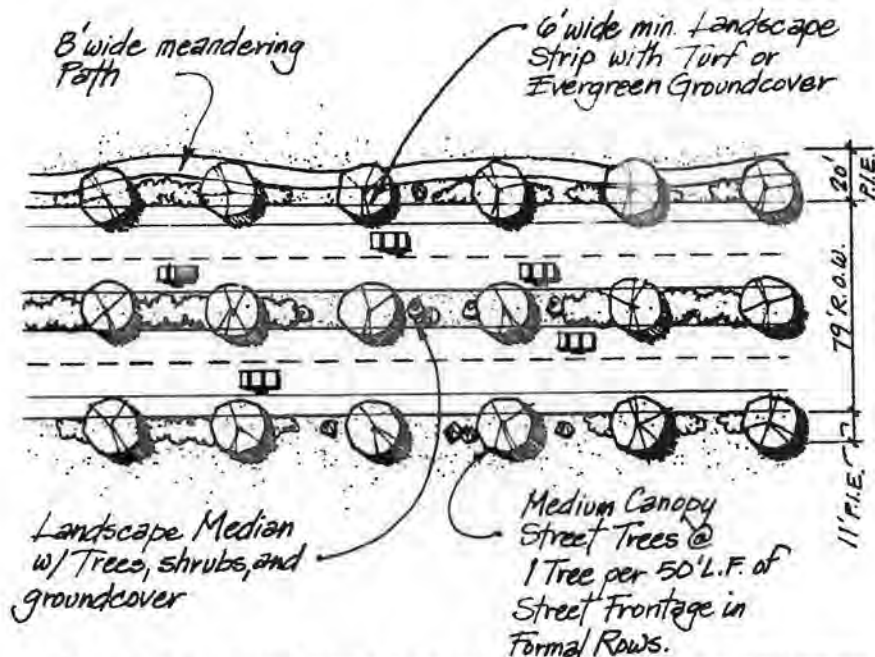 8' wide meandering
Path
6' wide min. Landscape
Strip with Turf or
Evergreen Groundcover
20'
P.I.E.
79' R.O.W.
11' P.I.E.
Landscape Median
w/ Trees, shrubs, and
groundcover
Medium Canopy
Street Trees @
1 Tree per 50' L.F. of
Street Frontage in
Formal Rows.